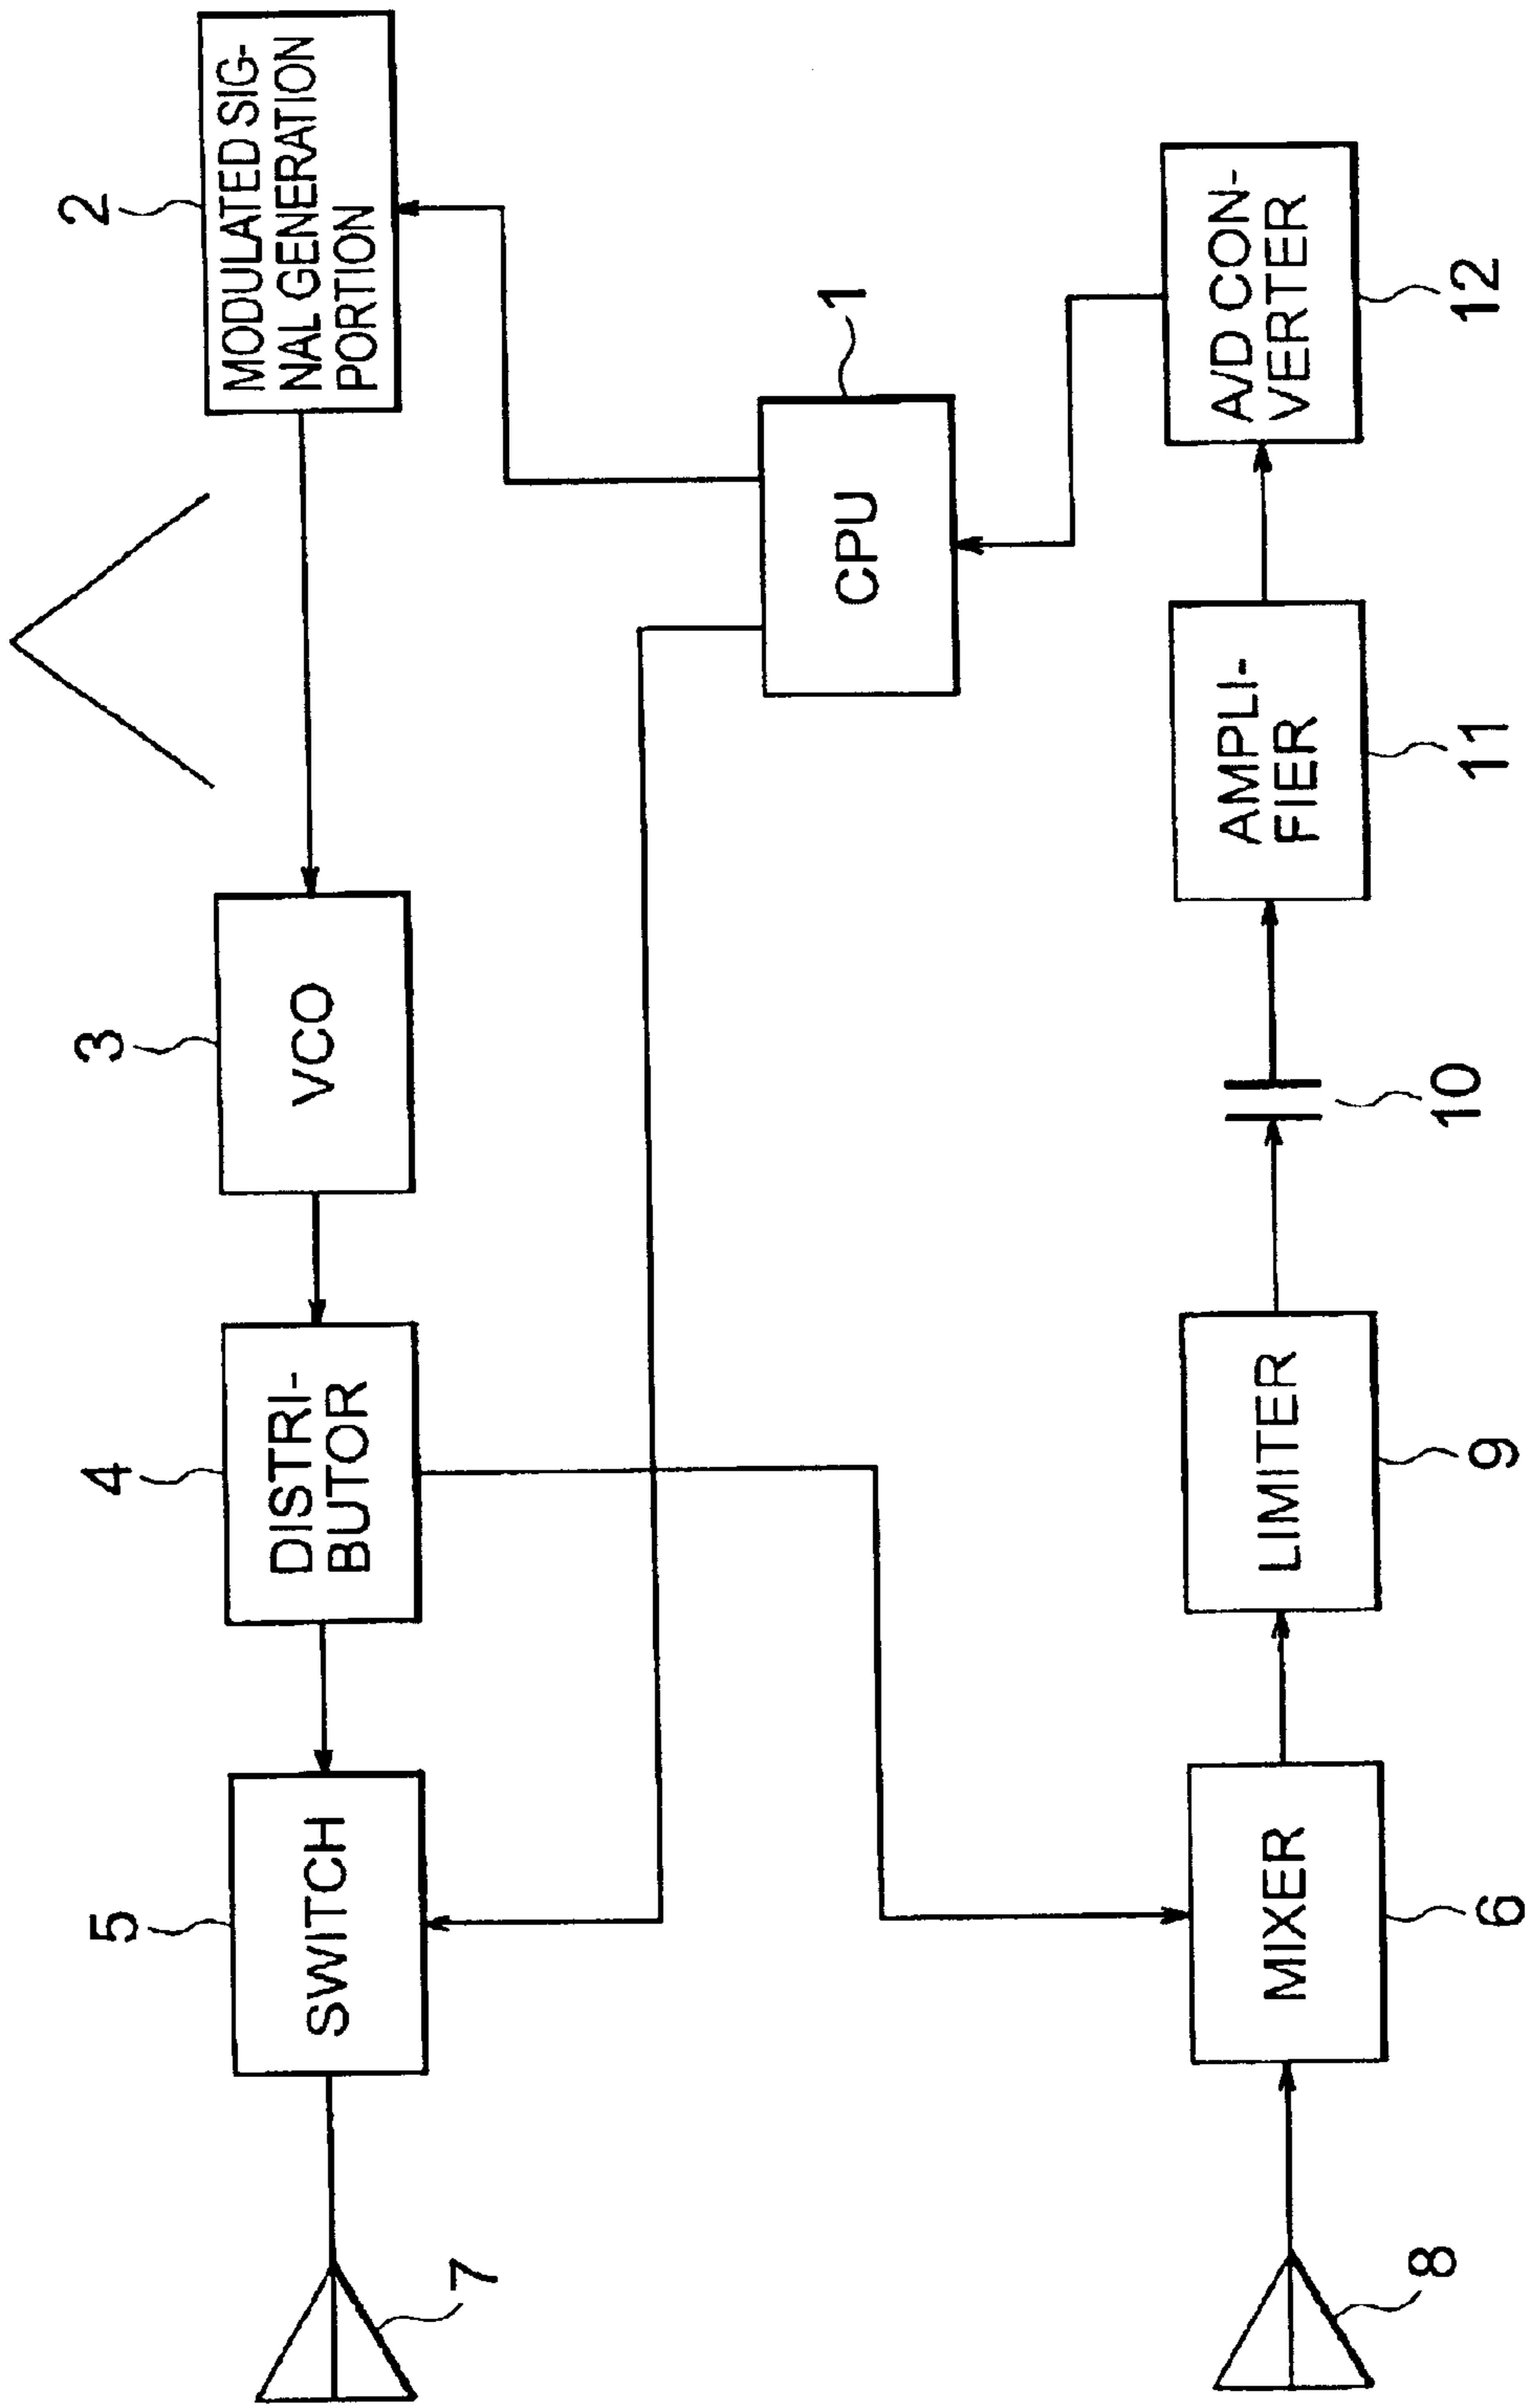 5
SWITCH
4
DISTRI-
BUTOR
3
VCO
2
MODULATED SIG-
NAL GENERATION
PORTION
7
1
CPU
8
6
MIXER
9
LIMITER
10
11
AMPLI-
FIER
12
A/D CON-
VERTER